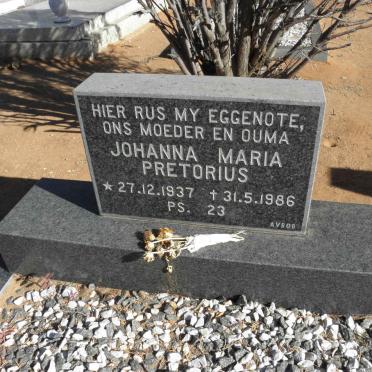 HIER RUS MY EGGENOTE,
ONS MOEDER EN OUMA
JOHANNA MARIA
PRETORIUS
* 27.12.1937 † 31.5.1986
PS. 23
AVBOB